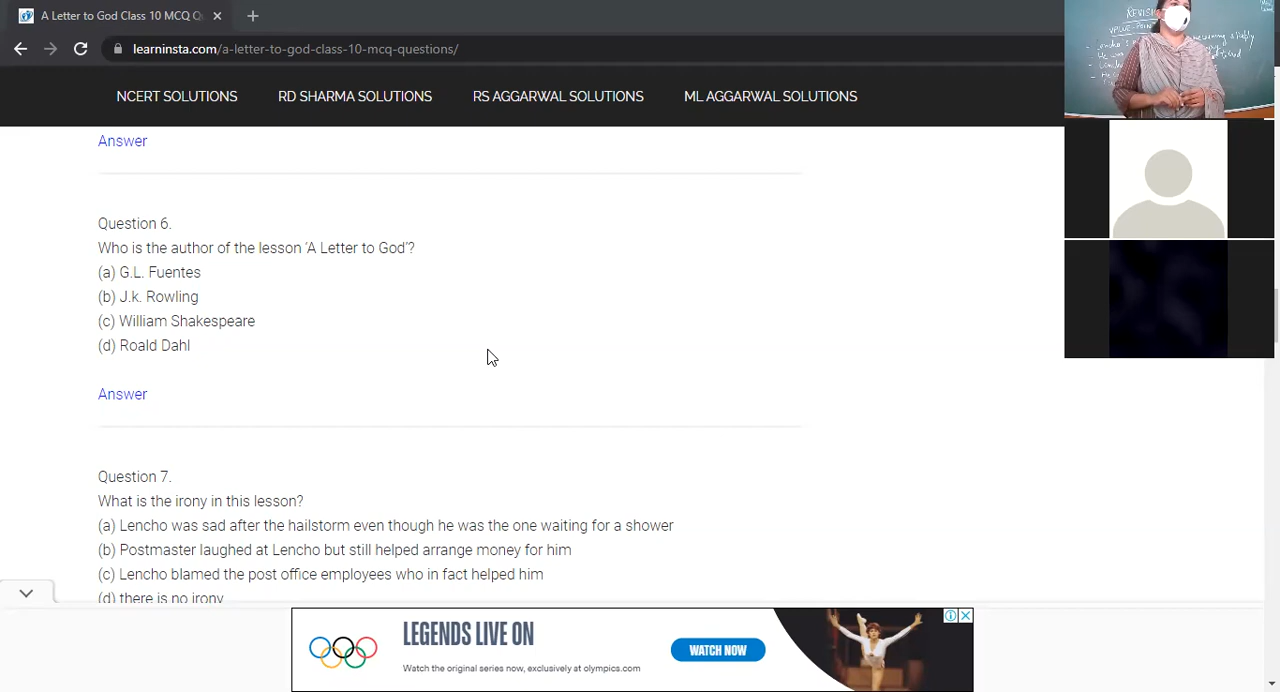 A Letter to God Class 10 MCQ Q
learninsta.com/a-letter-to-god-class-10-mcq-questions/
NCERT SOLUTIONS
RD SHARMA SOLUTIONS
RS AGGARWAL SOLUTIONS
ML AGGARWAL SOLUTIONS
Answer
Question 6.
Who is the author of the lesson ‘A Letter to God’?
(a) G.L. Fuentes
(b) J.k. Rowling
(c) William Shakespeare
(d) Roald Dahl
Answer
Question 7.
What is the irony in this lesson?
(a) Lencho was sad after the hailstorm even though he was the one waiting for a shower
(b) Postmaster laughed at Lencho but still helped arrange money for him
(c) Lencho blamed the post office employees who in fact helped him
(d) there is no irony
LEGENDS LIVE ON
Watch the original series now, exclusively at olympics.com
WATCH NOW